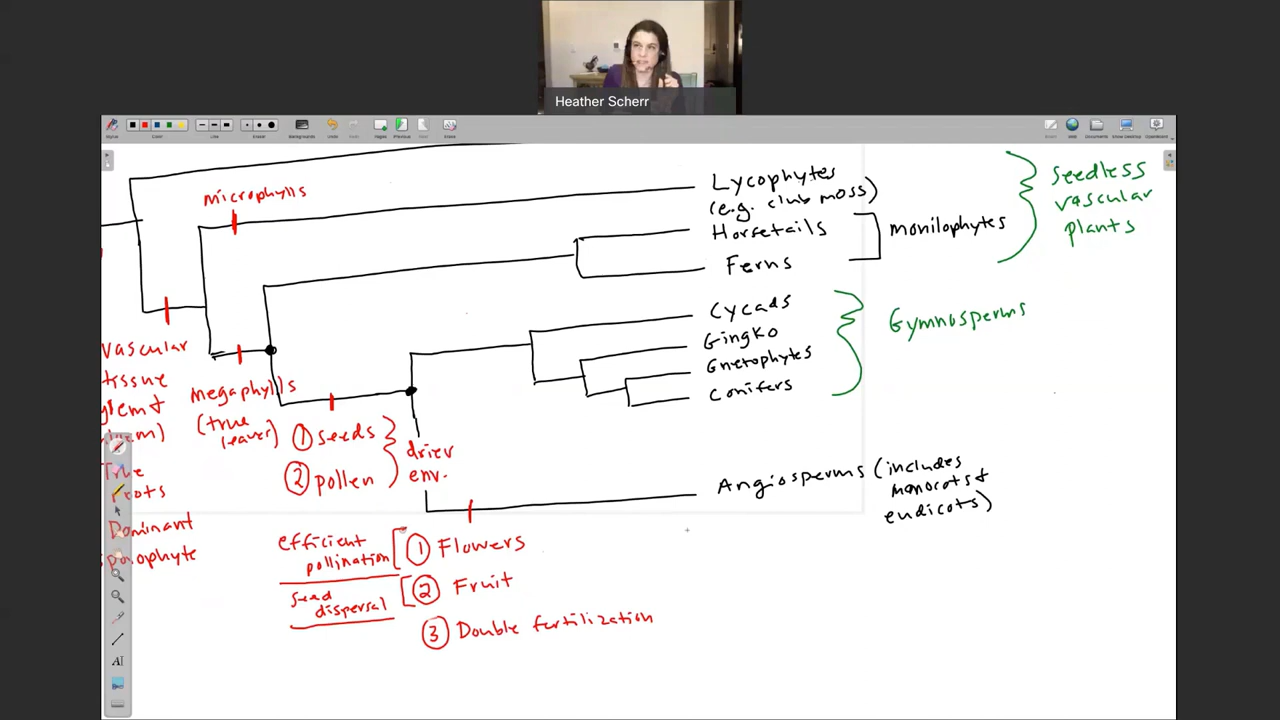 Heather Scherr
microphylls
Lycophytes
(e.g. club moss)
Horsetails
Ferns
monilophytes
seedless
vascular
plants
Cycads
Gingko
Gnetophytes
Conifers
Gymnosperms
vascular
tissue
megaphylls
(true
leaves)
① seeds
② pollen
drier
env.
True
roots
Dominant
sporophyte
Angiosperms (includes
monocots +
eudicots)
efficient
pollination
seed
dispersal
① Flowers
② Fruit
③ Double fertilization